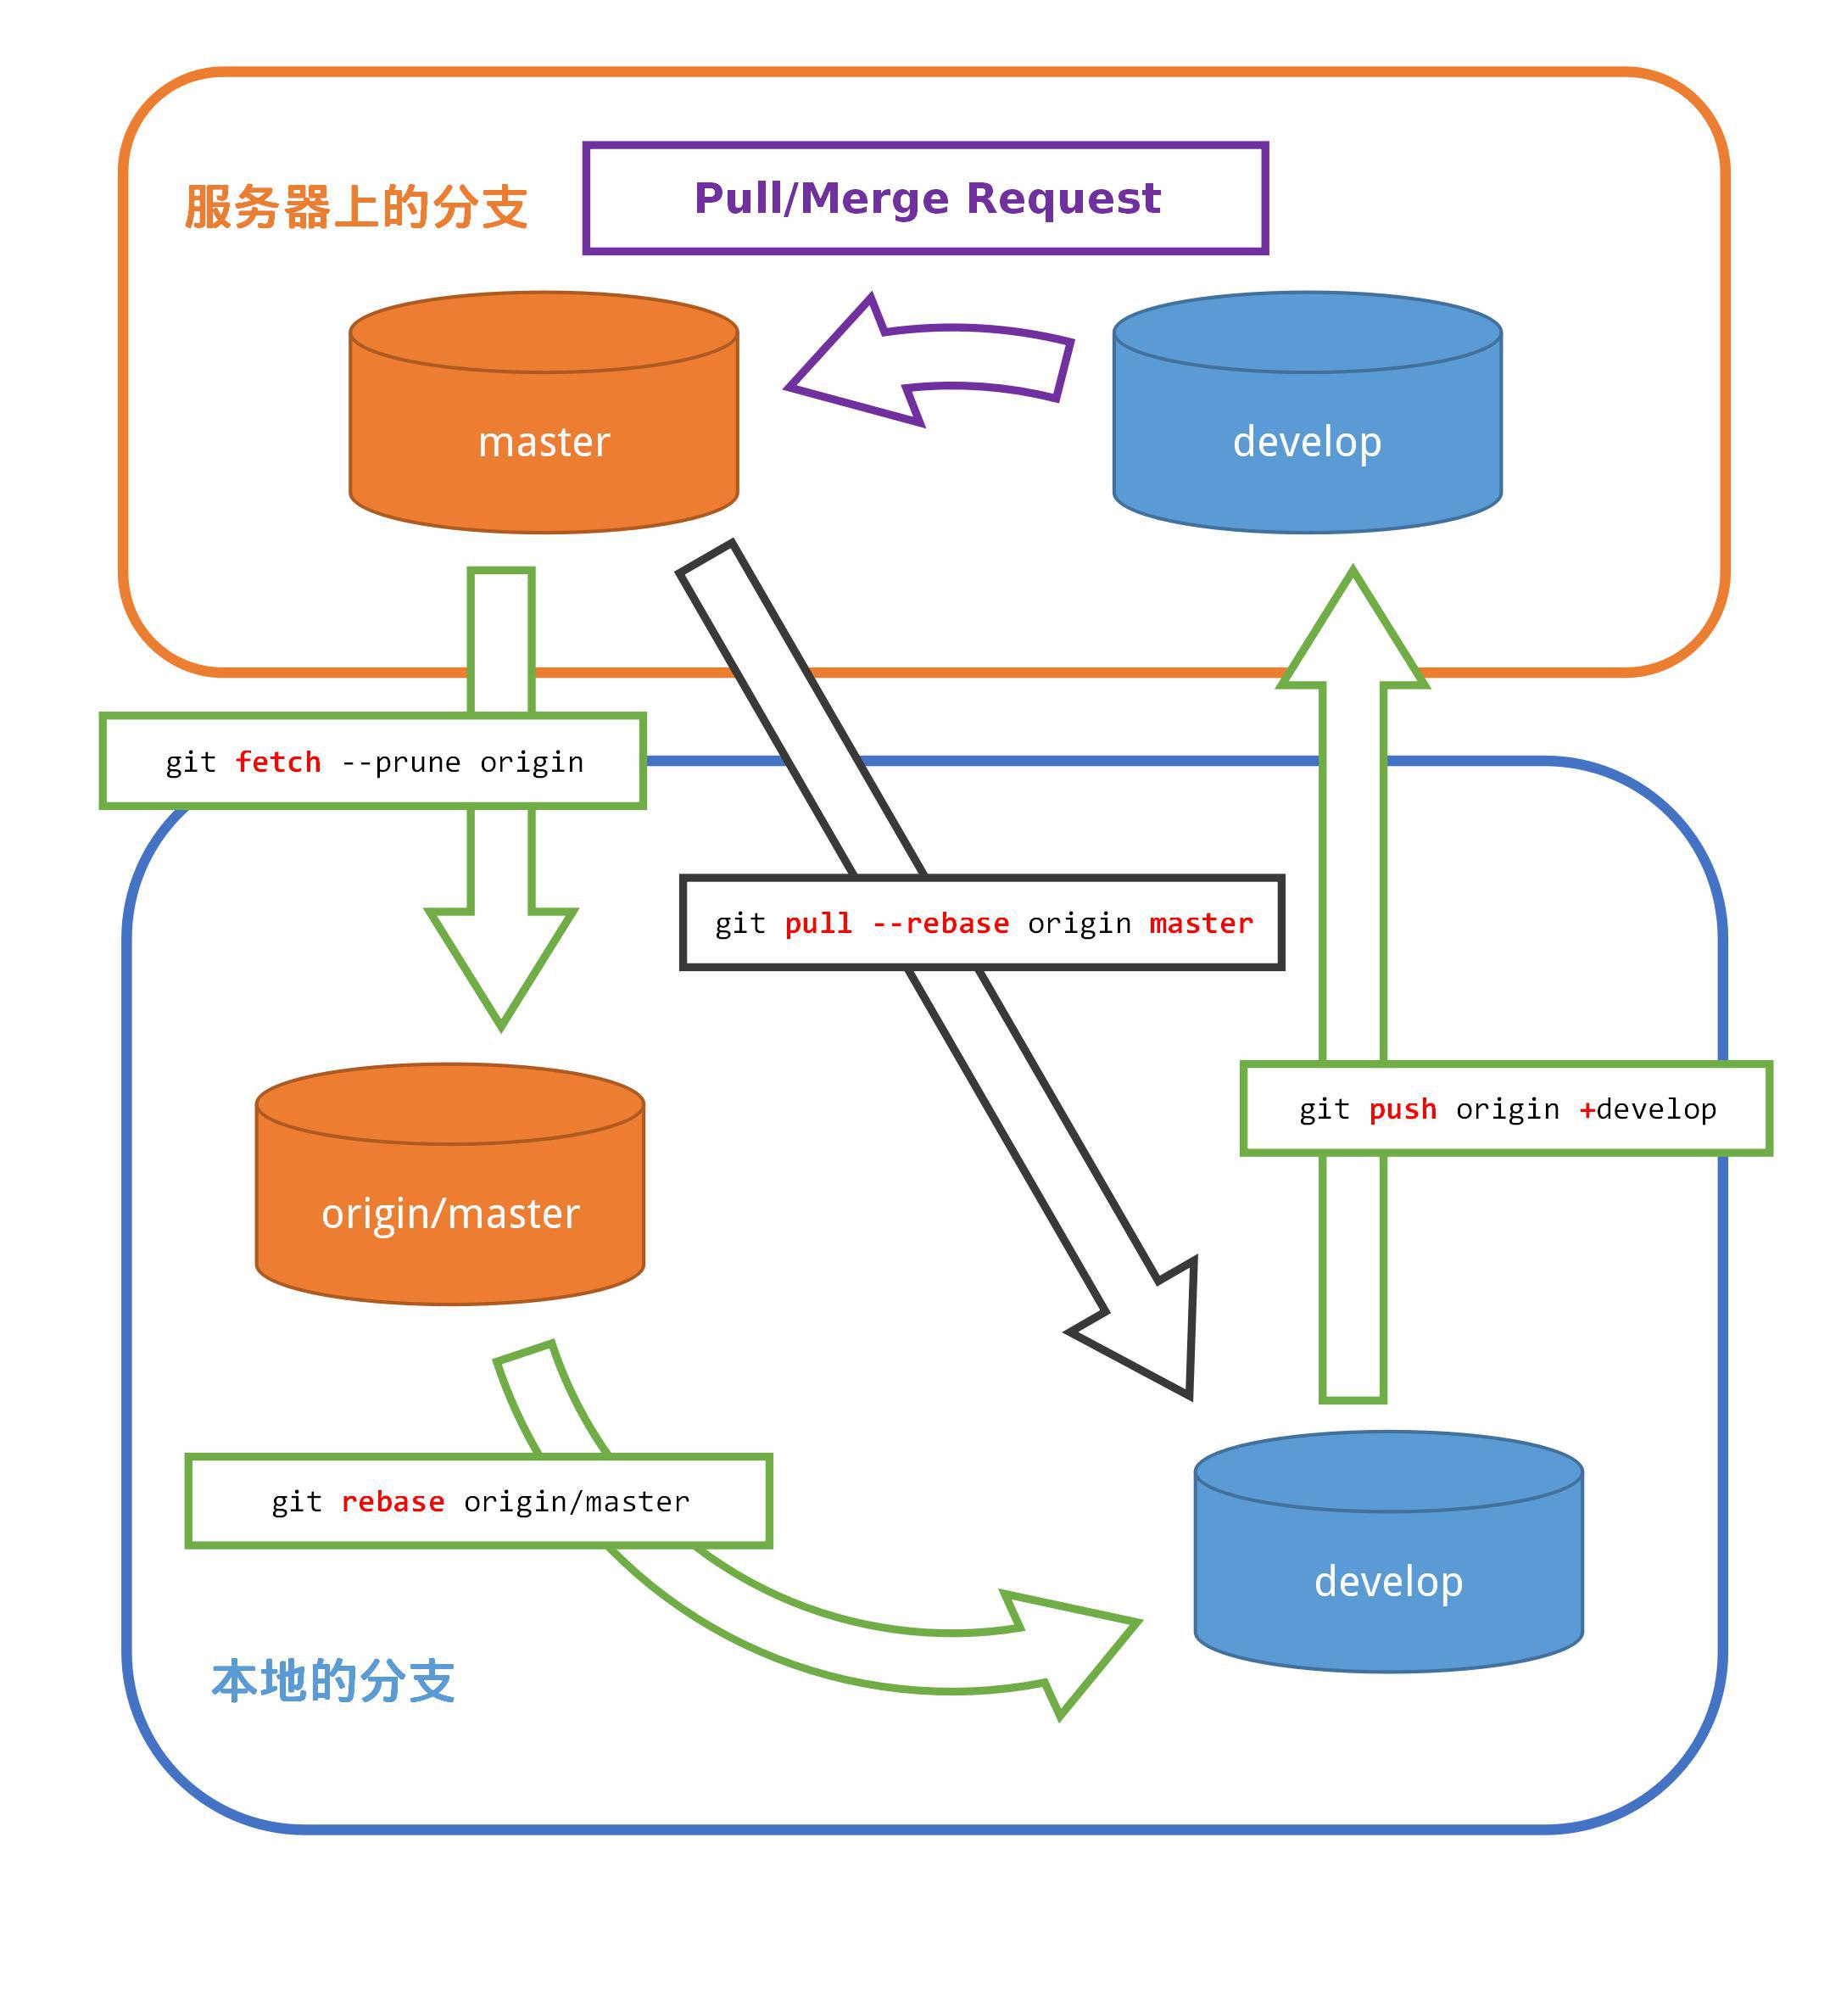 服务器上的分支
Pull/Merge Request
master
develop
git fetch --prune origin
git pull --rebase origin master
git push origin +develop
origin/master
git rebase origin/master
develop
本地的分支